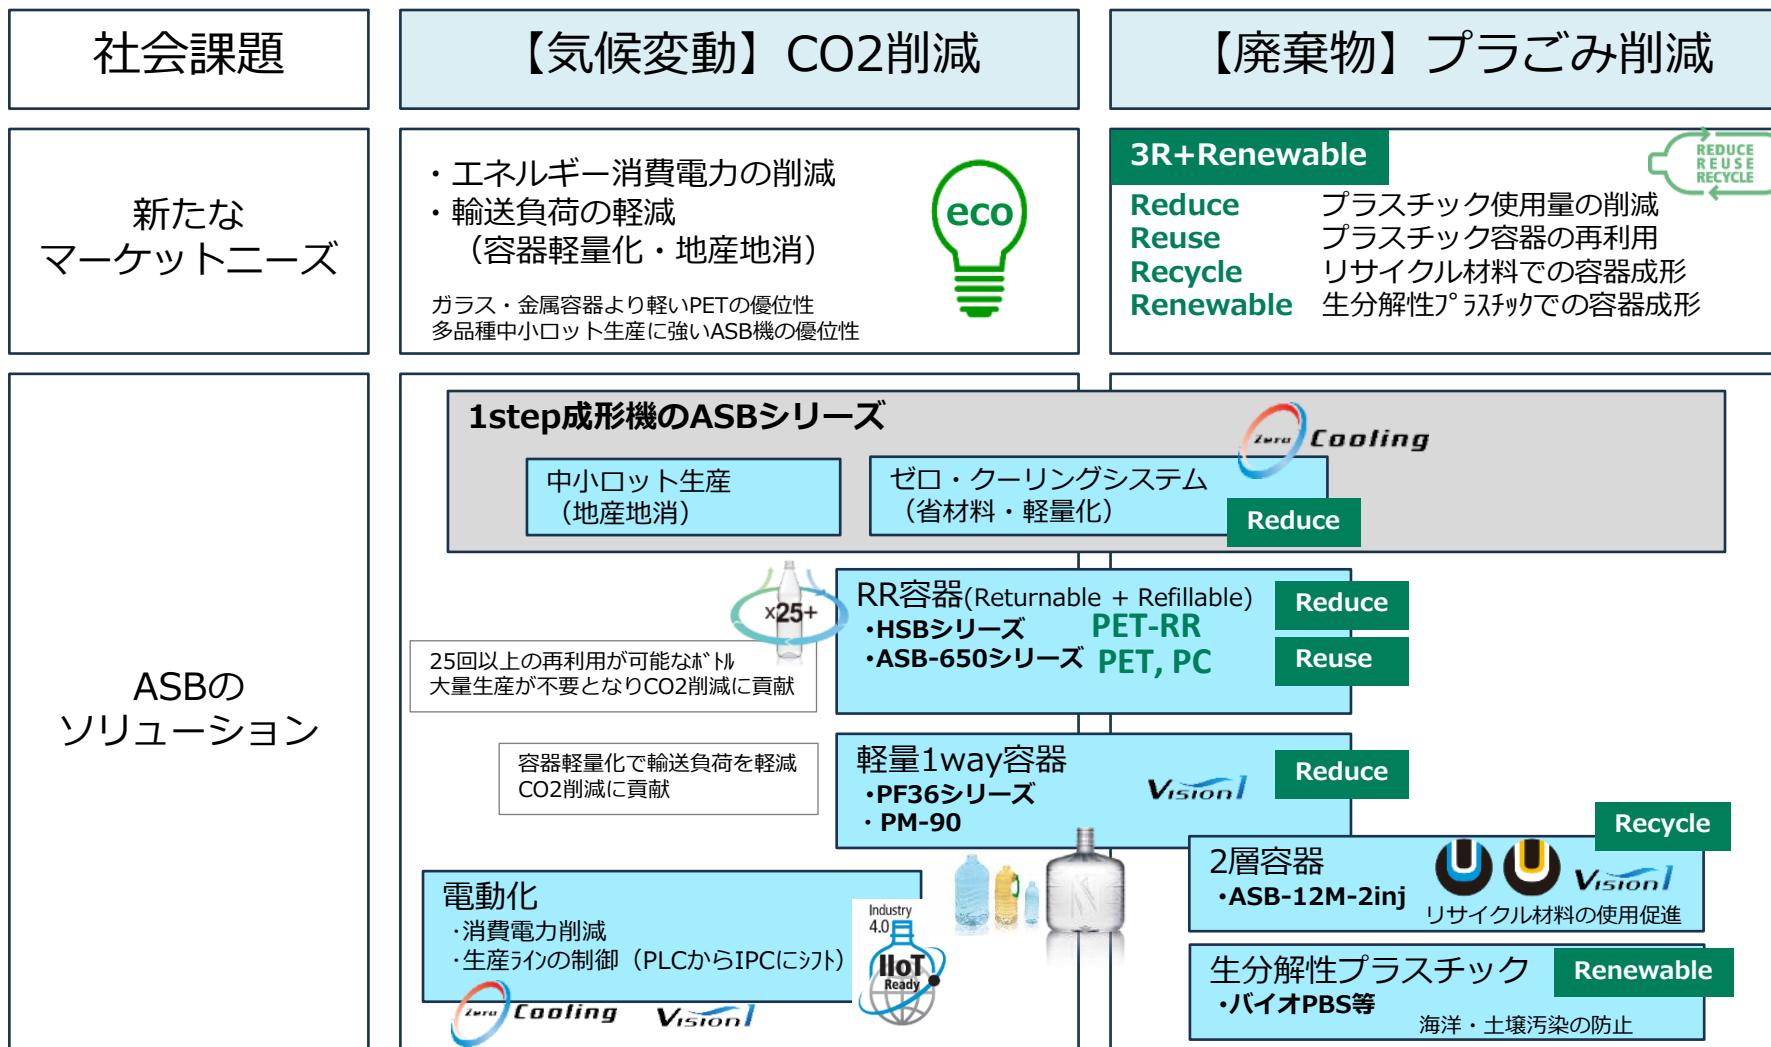 社会課題
【気候変動】CO2削減
【廃棄物】プラごみ削減
新たな
マーケットニーズ
・エネルギー消費電力の削減
・輸送負荷の軽減
（容器軽量化・地産地消）
ガラス・金属容器より軽いPETの優位性
多品種中小ロット生産に強いASB機の優位性
eco
3R+Renewable
REDUCE
REUSE
RECYCLE
Reduce プラスチック使用量の削減
Reuse プラスチック容器の再利用
Recycle リサイクル材料での容器成形
Renewable 生分解性ﾌﾟﾗｽﾁｯｸでの容器成形
ASBの
ソリューション
1step成形機のASBシリーズ
Zero Cooling
中小ロット生産
（地産地消）
ゼロ・クーリングシステム
（省材料・軽量化）
Reduce
x25+
25回以上の再利用が可能なﾎﾞﾄﾙ
大量生産が不要となりCO2削減に貢献
RR容器(Returnable + Refillable)
・HSBシリーズ PET-RR
・ASB-650シリーズ PET, PC
Reduce
Reuse
容器軽量化で輸送負荷を軽減
CO2削減に貢献
軽量1way容器
・PF36シリーズ
・PM-90
Vision1
Reduce
電動化
・消費電力削減
・生産ﾗｲﾝの制御（PLCからIPCにｼﾌﾄ）
Zero Cooling
Vision1
Industry
4.0
IIoT
Ready
Recycle
2層容器
・ASB-12M-2inj
Vision1
リサイクル材料の使用促進
生分解性プラスチック
・バイオPBS等
Renewable
海洋・土壌汚染の防止